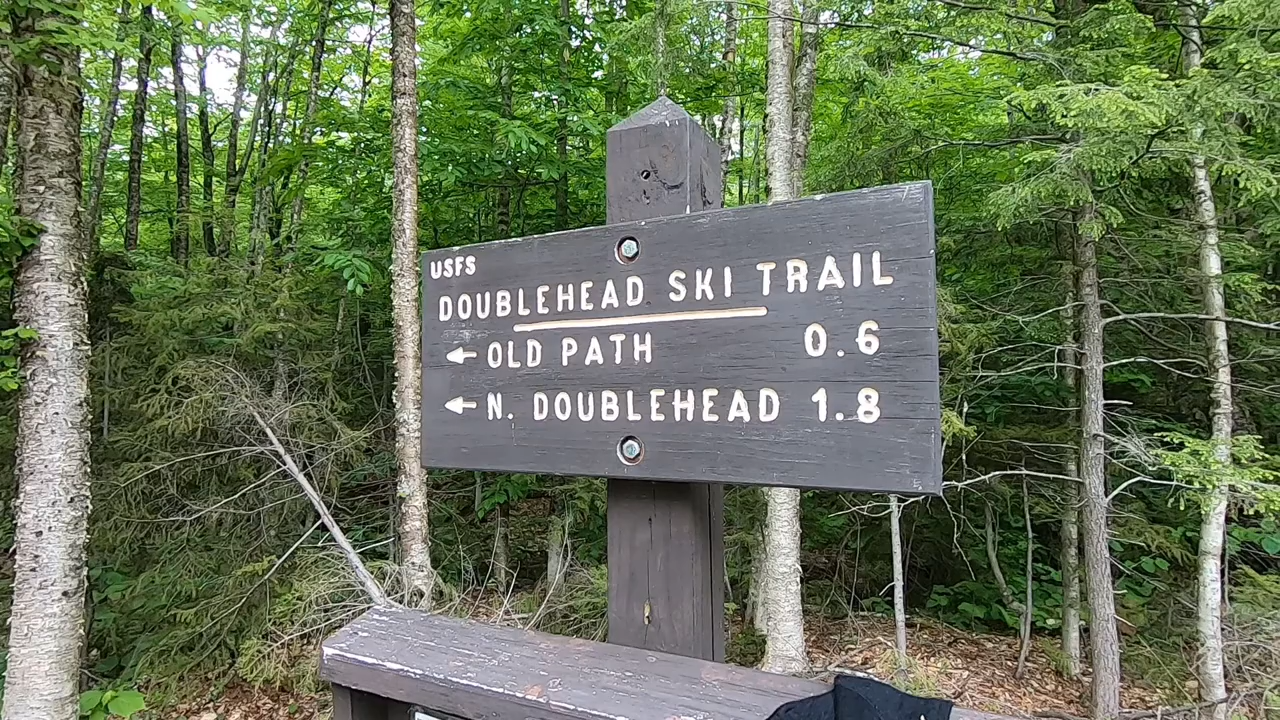 USFS
DOUBLEHEAD SKI TRAIL
← OLD PATH 0.6
← N. DOUBLEHEAD 1.8
E